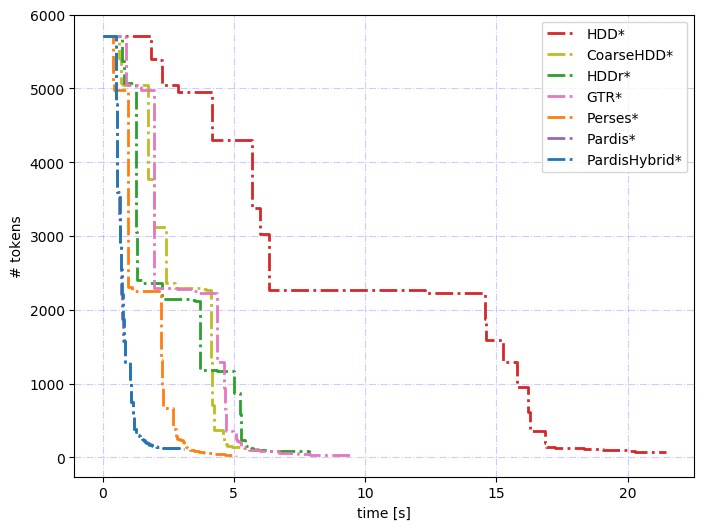 6000
5000
4000
3000
2000
1000
0
# tokens
0
5
10
15
20
time [s]
HDD*
CoarseHDD*
HDDr*
GTR*
Perses*
Pardis*
PardisHybrid*